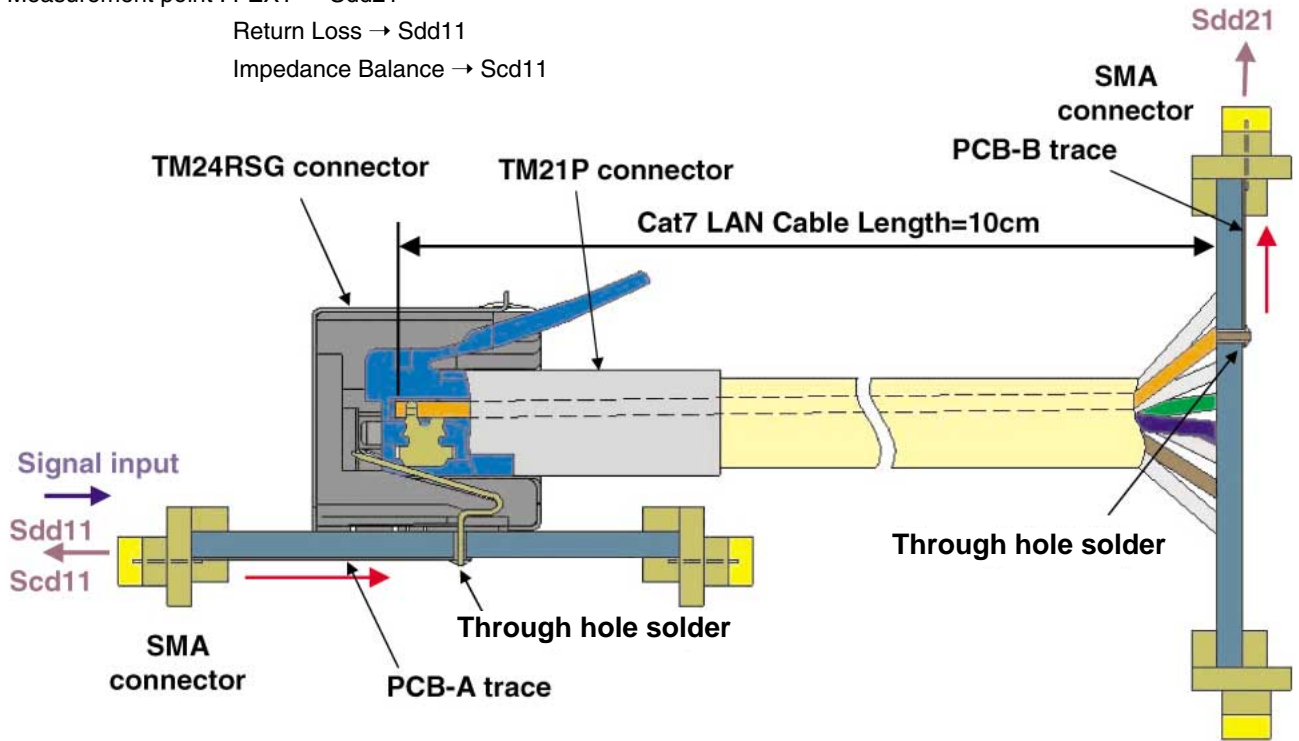 Return Loss → Sdd11
Impedance Balance → Scd11
Sdd21
SMA
connector
PCB-B trace
TM24RSG connector
TM21P connector
Cat7 LAN Cable Length=10cm
Signal input
Sdd11
Scd11
Through hole solder
Through hole solder
SMA
connector
PCB-A trace